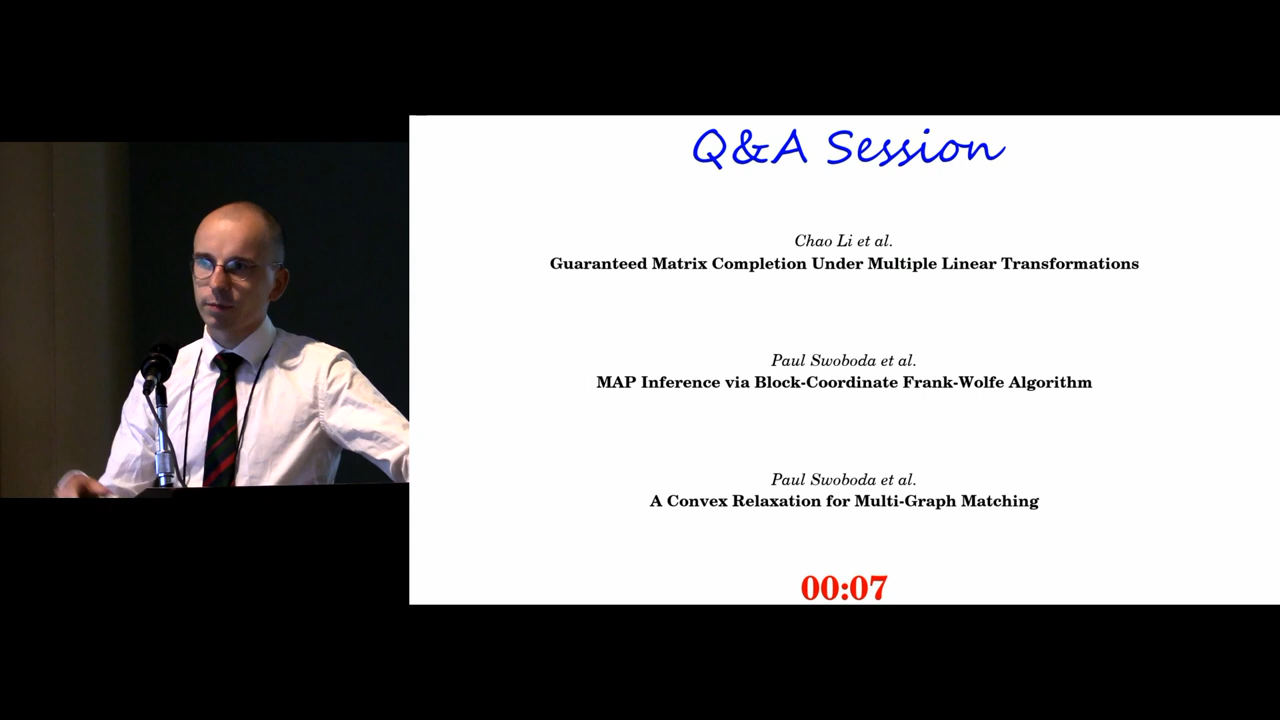 Q&A Session
Chao Li et al.
Guaranteed Matrix Completion Under Multiple Linear Transformations
Paul Swoboda et al.
MAP Inference via Block-Coordinate Frank-Wolfe Algorithm
Paul Swoboda et al.
A Convex Relaxation for Multi-Graph Matching
00:07